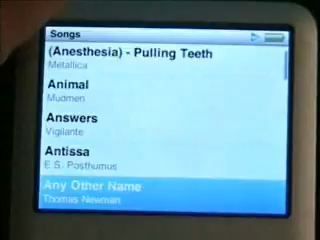 Songs
(Anesthesia) - Pulling Teeth
Metallica
Animal
Mudmen
Answers
Vigilante
Antissa
E.S. Posthumus
Any Other Name
Thomas Newman